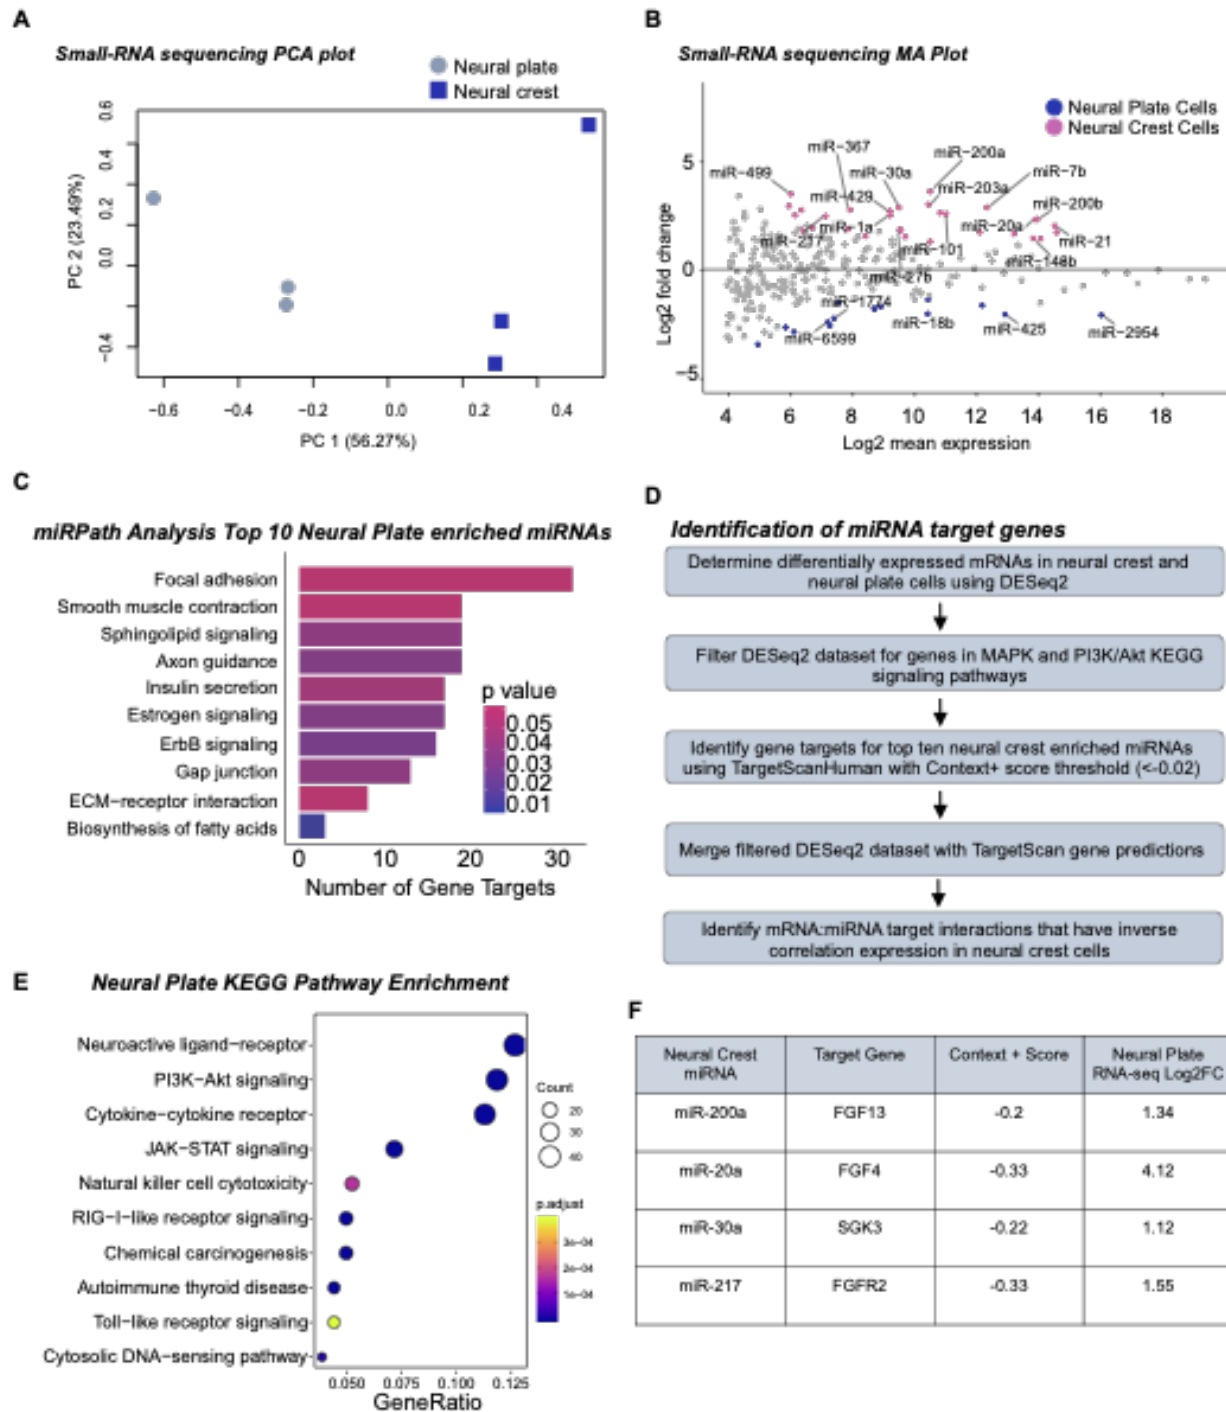 A
Small-RNA sequencing PCA plot
Neural plate
Neural crest
PC 2 (23.49%)
0.6
0.4
0.2
0.0
−0.4
−0.6
−0.4
−0.2
0.0
0.2
0.4
PC 1 (56.27%)
B
Small-RNA sequencing MA Plot
Neural Plate Cells
Neural Crest Cells
miR−367
miR−200a
miR−499
miR−30a
miR−7b
miR−429
miR−203a
miR−200b
miR−217
miR−1a
miR−20a
miR−21
miR−101
miR−148b
miR−27b
miR−1774
miR−18b
miR−425
miR−2954
miR−6599
Log2 fold change
5
0
−5
4
6
8
10
12
14
16
18
Log2 mean expression
C
miRPath Analysis Top 10 Neural Plate enriched miRNAs
Focal adhesion
Smooth muscle contraction
Sphingolipid signaling
Axon guidance
Insulin secretion
Estrogen signaling
ErbB signaling
Gap junction
ECM−receptor interaction
Biosynthesis of fatty acids
p value
0.05
0.04
0.03
0.02
0.01
0
10
20
30
Number of Gene Targets
D
Identification of miRNA target genes
Determine differentially expressed mRNAs in neural crest and
neural plate cells using DESeq2
Filter DESeq2 dataset for genes in MAPK and PI3K/Akt KEGG
signaling pathways
Identify gene targets for top ten neural crest enriched miRNAs
using TargetScanHuman with Context+ score threshold (<-0.02)
Merge filtered DESeq2 dataset with TargetScan gene predictions
Identify mRNA:miRNA target interactions that have inverse
correlation expression in neural crest cells
E
Neural Plate KEGG Pathway Enrichment
Neuroactive ligand−receptor
PI3K−Akt signaling
Cytokine−cytokine receptor
JAK−STAT signaling
Natural killer cell cytotoxicity
RIG−I−like receptor signaling
Chemical carcinogenesis
Autoimmune thyroid disease
Toll−like receptor signaling
Cytosolic DNA−sensing pathway
Count
20
30
40
p.adjust
3e−04
2e−04
1e−04
0.050
0.075
0.100
0.125
GeneRatio
F
Neural Crest
miRNA
Target Gene
Context + Score
Neural Plate
RNA-seq Log2FC
miR-200a FGF13 -0.2 1.34
miR-20a FGF4 -0.33 4.12
miR-30a SGK3 -0.22 1.12
miR-217 FGFR2 -0.33 1.55